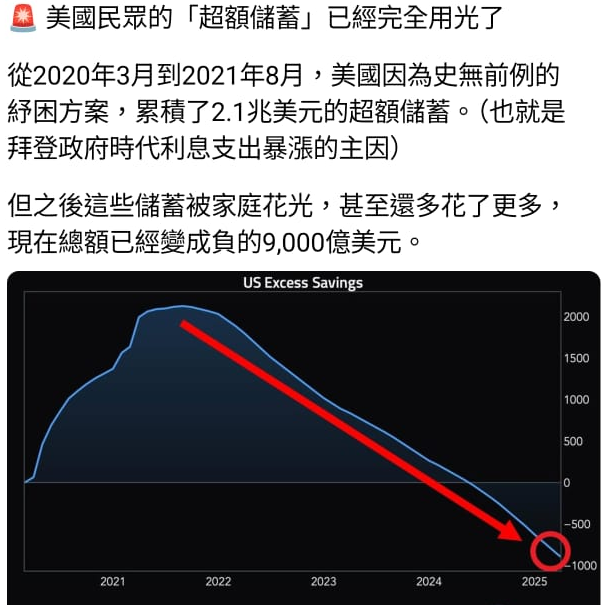 🚨 美國民眾的「超額儲蓄」已經完全用光了
從2020年3月到2021年8月，美國因為史無前例的
紓困方案，累積了2.1兆美元的超額儲蓄。（也就是
拜登政府時代利息支出暴漲的主因）
但之後這些儲蓄被家庭花光，甚至還多花了更多，
現在總額已經變成負的9,000億美元。
US Excess Savings
2000
1500
1000
500
0
−500
−1000
2021 2022 2023 2024 2025